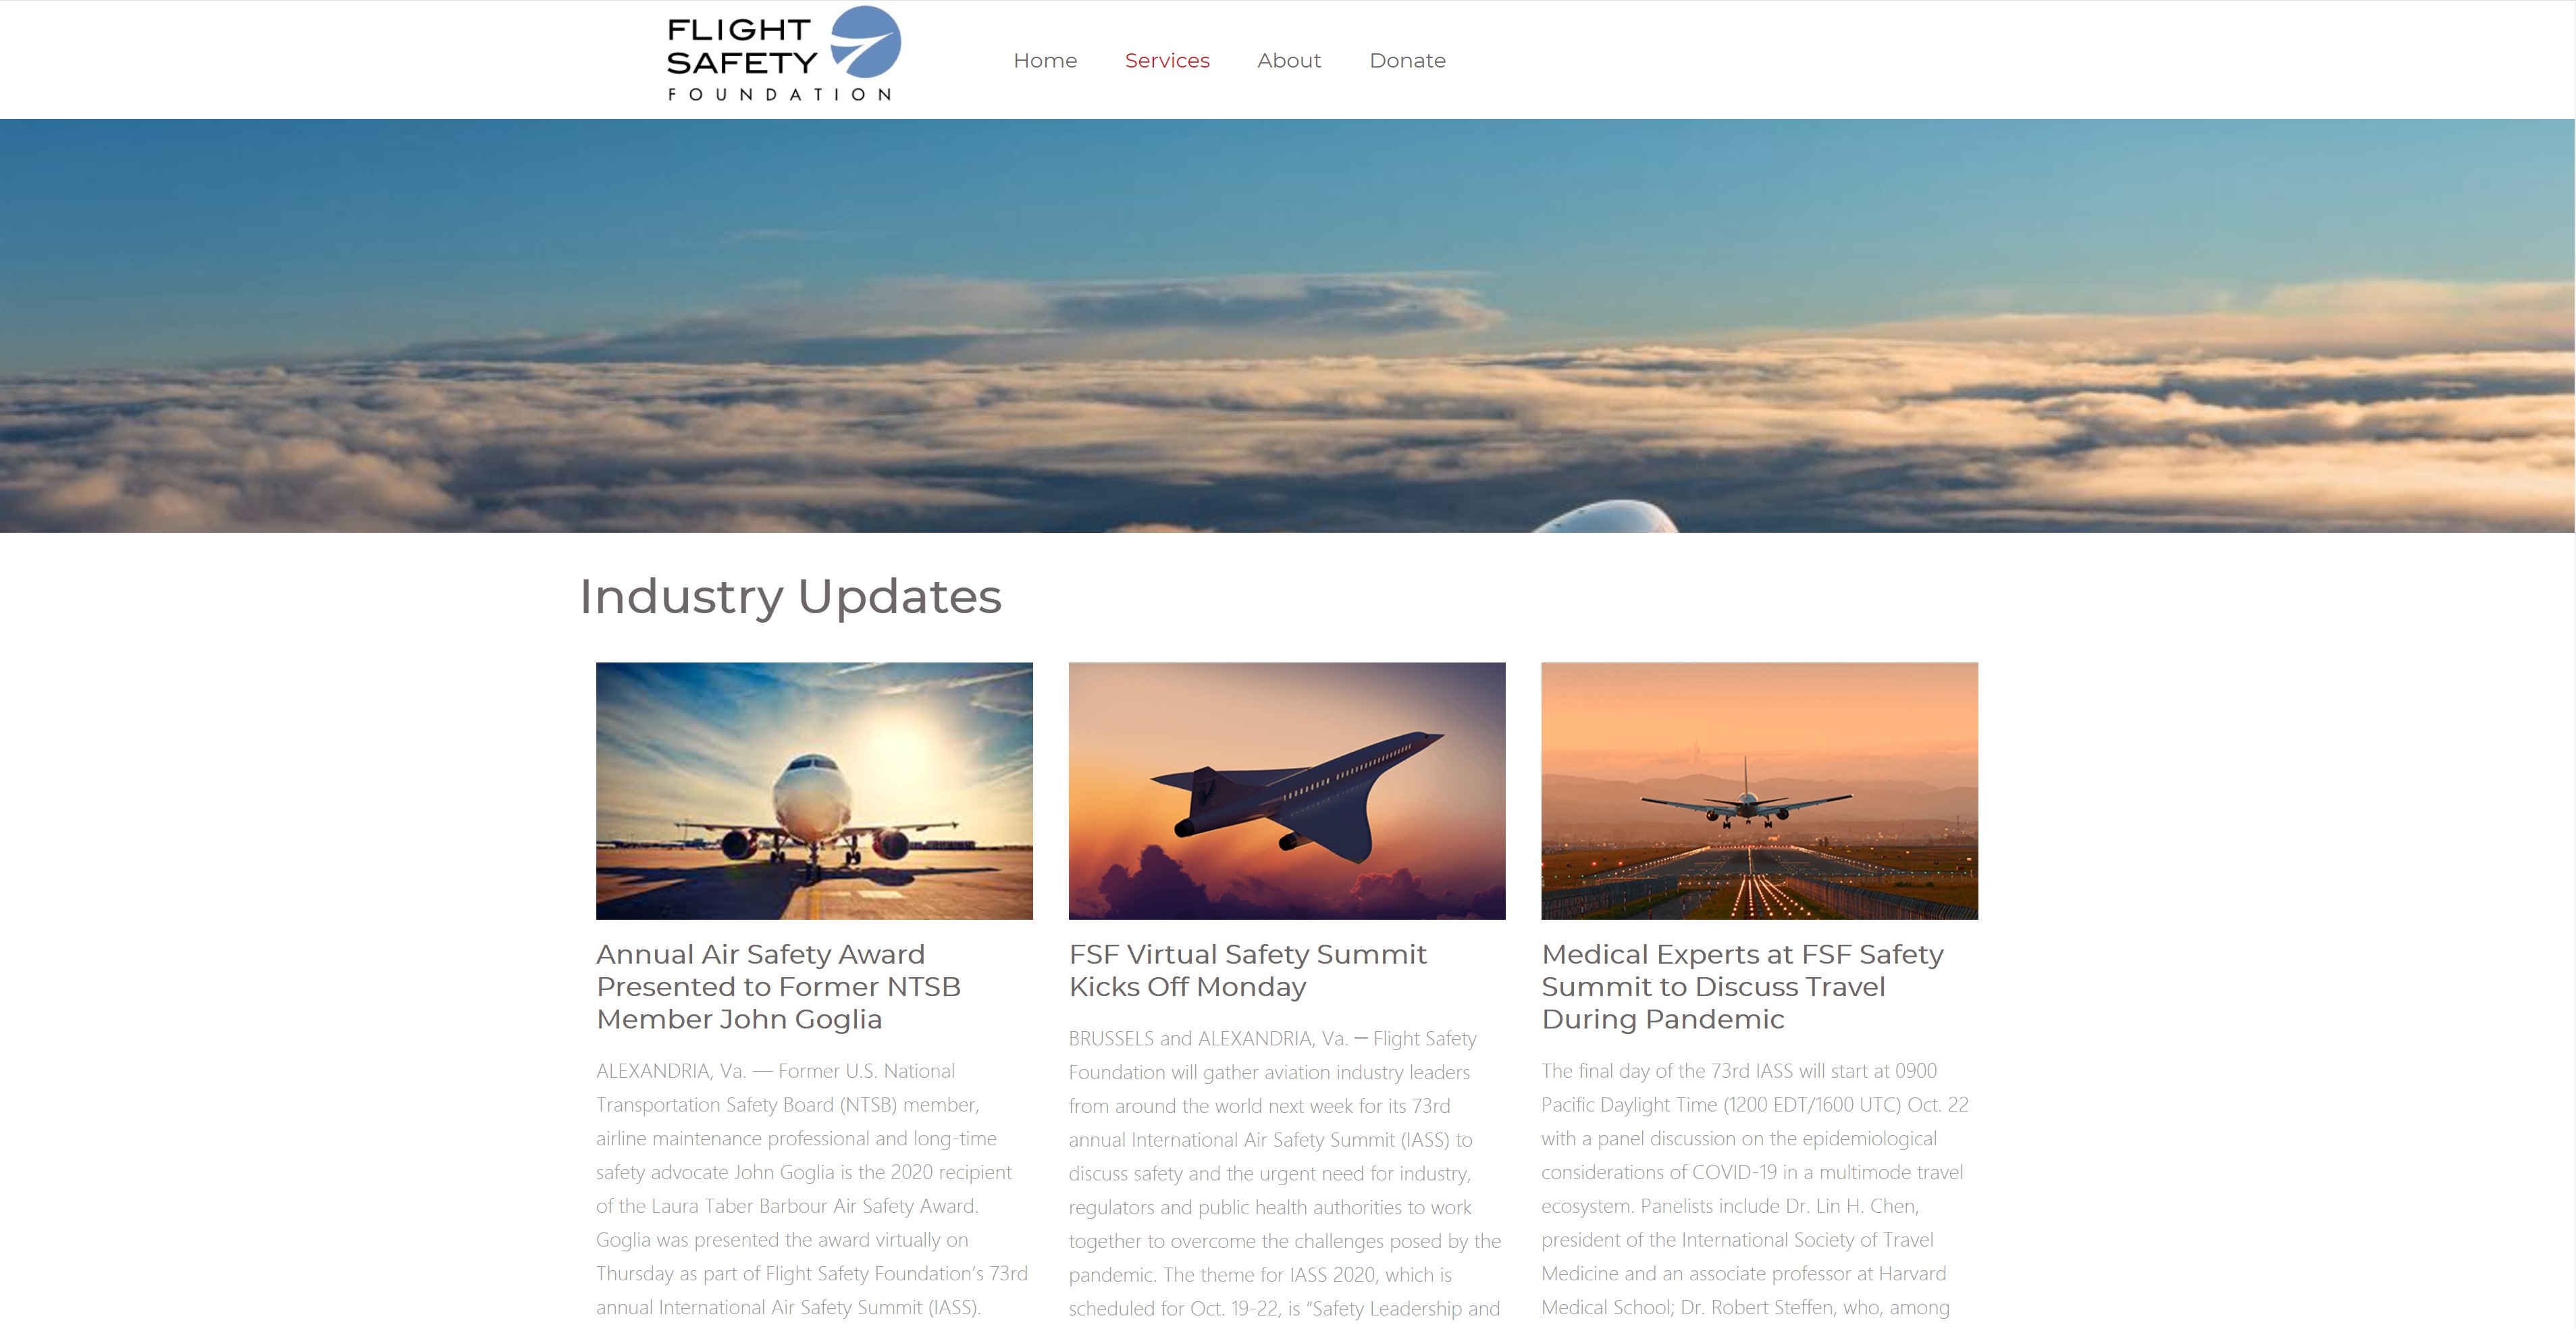 FLIGHT
SAFETY
FOUNDATION
Home Services About Donate
Industry Updates
Annual Air Safety Award
Presented to Former NTSB
Member John Goglia
ALEXANDRIA, Va. — Former U.S. National
Transportation Safety Board (NTSB) member,
airline maintenance professional and long-time
safety advocate John Goglia is the 2020 recipient
of the Laura Taber Barbour Air Safety Award.
Goglia was presented the award virtually on
Thursday as part of Flight Safety Foundation’s 73rd
annual International Air Safety Summit (IASS).
FSF Virtual Safety Summit
Kicks Off Monday
BRUSSELS and ALEXANDRIA, Va. — Flight Safety
Foundation will gather aviation industry leaders
from around the world next week for its 73rd
annual International Air Safety Summit (IASS) to
discuss safety and the urgent need for industry,
regulators and public health authorities to work
together to overcome the challenges posed by the
pandemic. The theme for IASS 2020, which is
scheduled for Oct. 19-22, is “Safety Leadership and
Medical Experts at FSF Safety
Summit to Discuss Travel
During Pandemic
The final day of the 73rd IASS will start at 0900
Pacific Daylight Time (1200 EDT/1600 UTC) Oct. 22
with a panel discussion on the epidemiological
considerations of COVID-19 in a multimode travel
ecosystem. Panelists include Dr. Lin H. Chen,
president of the International Society of Travel
Medicine and an associate professor at Harvard
Medical School; Dr. Robert Steffen, who, among